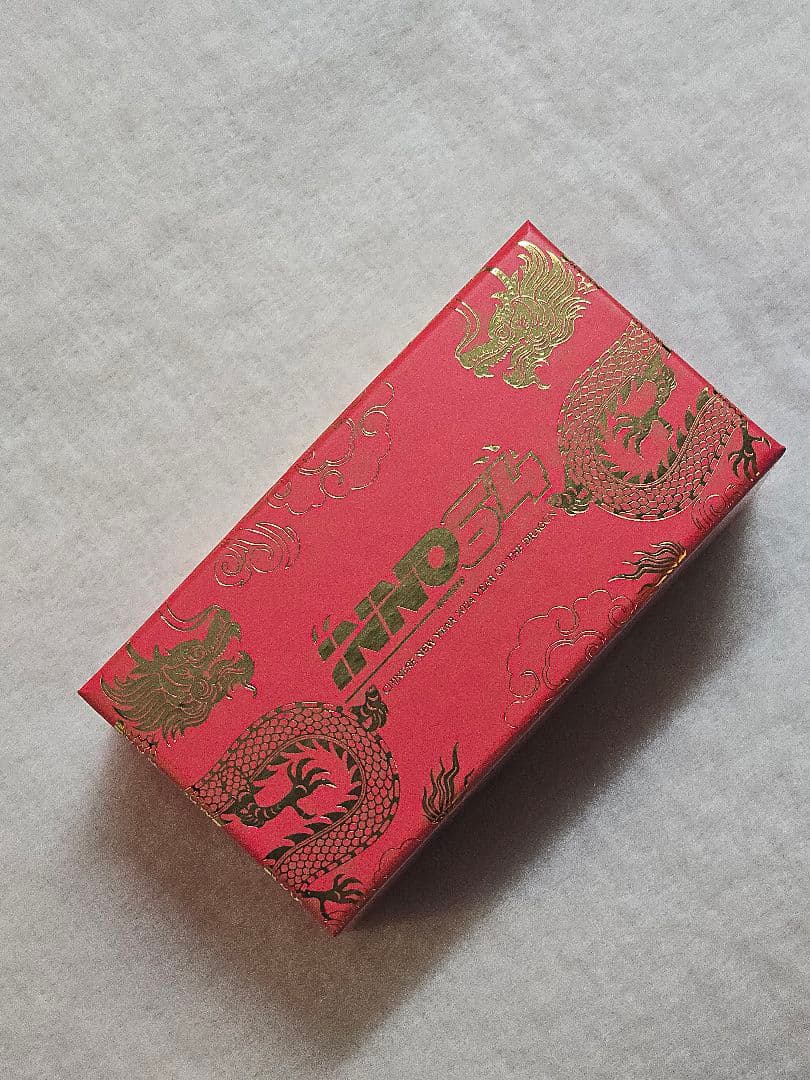 INNO64
CHINESE NEW YEAR 2024 YEAR OF THE DRAGON